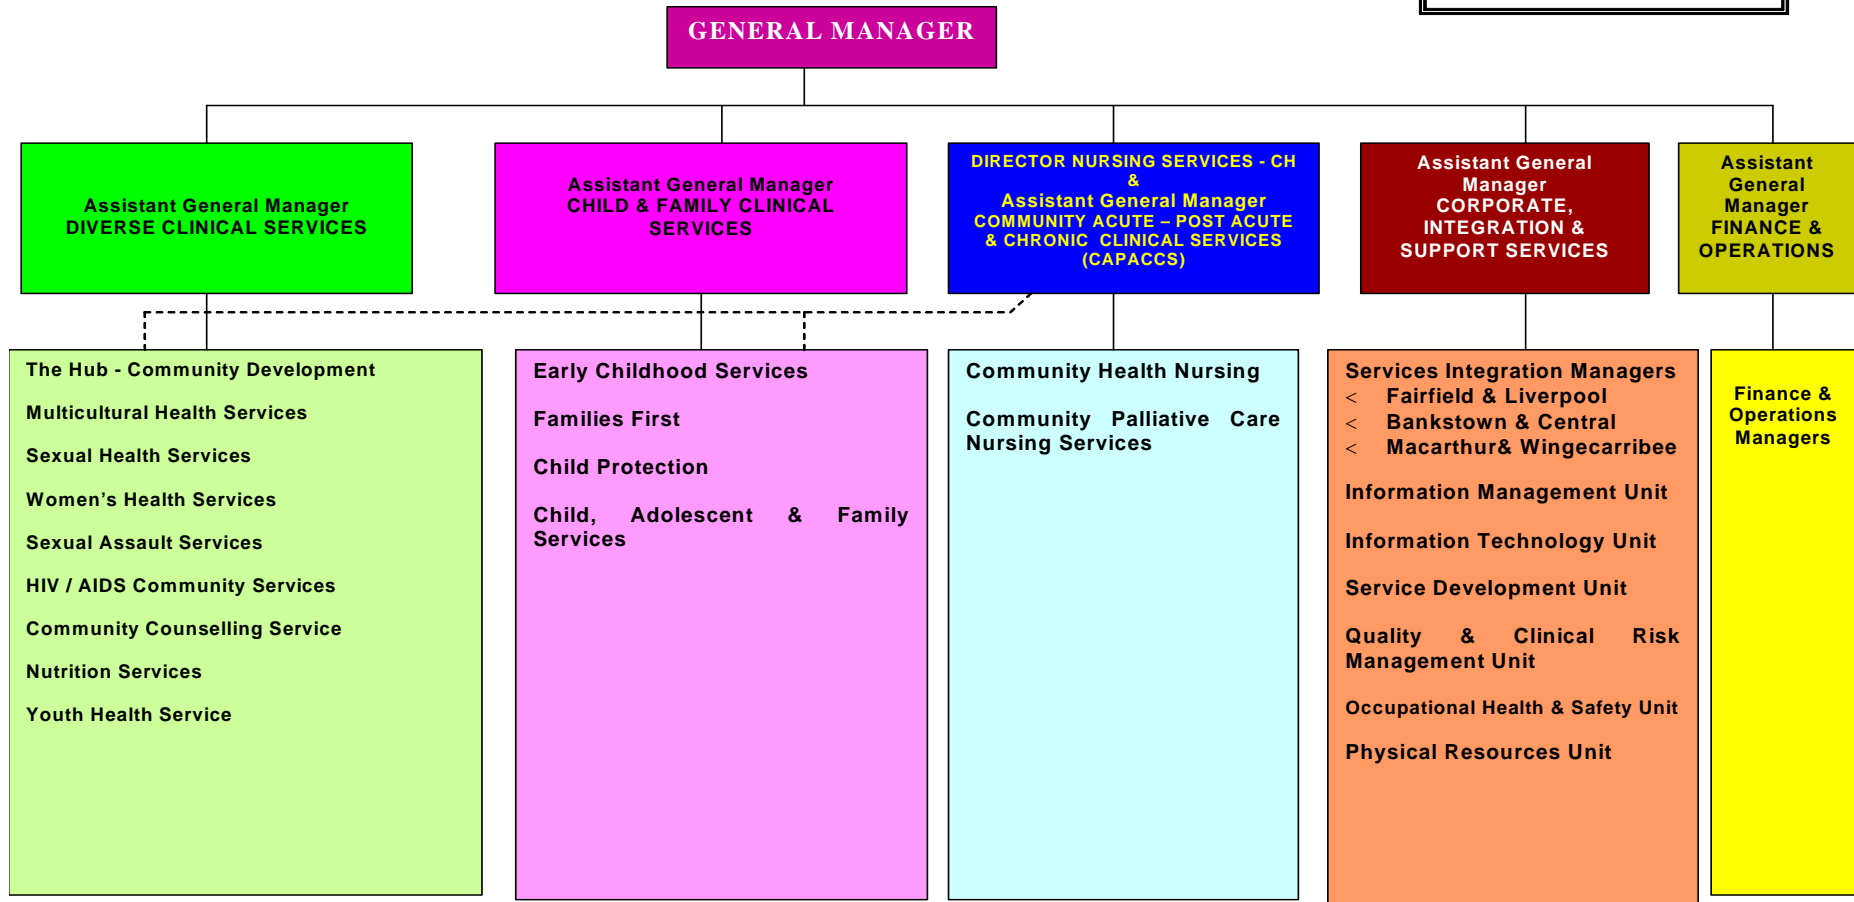 GENERAL MANAGER
Assistant General Manager
DIVERSE CLINICAL SERVICES
Assistant General Manager
CHILD & FAMILY CLINICAL
SERVICES
DIRECTOR NURSING SERVICES - CH
&
Assistant General Manager
COMMUNITY ACUTE – POST ACUTE
& CHRONIC CLINICAL SERVICES
(CAPACCS)
Assistant General
Manager
CORPORATE,
INTEGRATION &
SUPPORT SERVICES
Assistant
General
Manager
FINANCE &
OPERATIONS
The Hub - Community Development
Multicultural Health Services
Sexual Health Services
Women’s Health Services
Sexual Assault Services
HIV / AIDS Community Services
Community Counselling Service
Nutrition Services
Youth Health Service
Early Childhood Services
Families First
Child Protection
Child, Adolescent & Family
Services
Community Health Nursing
Community Palliative Care
Nursing Services
Services Integration Managers
< Fairfield & Liverpool
< Bankstown & Central
< Macarthur& Wingecarribee
Information Management Unit
Information Technology Unit
Service Development Unit
Quality & Clinical Risk
Management Unit
Occupational Health & Safety Unit
Physical Resources Unit
Finance &
Operations
Managers